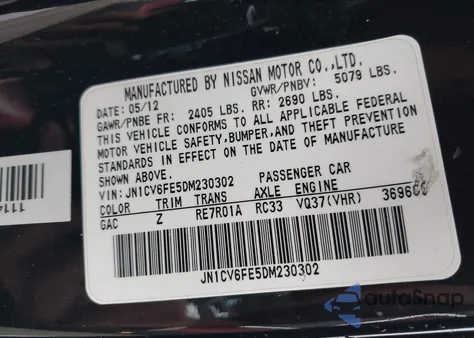 MANUFACTURED BY NISSAN MOTOR CO.,LTD.
DATE: 05/12 GVWR/PNBV: 5079 LBS.
GAWR/PNBE FR: 2405 LBS. RR: 2690 LBS.
THIS VEHICLE CONFORMS TO ALL APPLICABLE FEDERAL
MOTOR VEHICLE SAFETY,BUMPER,AND THEFT PREVENTION
STANDARDS IN EFFECT ON THE DATE OF MANUFACTURE
SHOWN ABOVE.
VIN: JN1CV6FE5DM230302 PASSENGER CAR
COLOR TRIM TRANS AXLE ENGINE
GAC Z RE7R01A RC33 VQ37(VHR)
JN1CV6FE5DM230302
1114
autoSnap